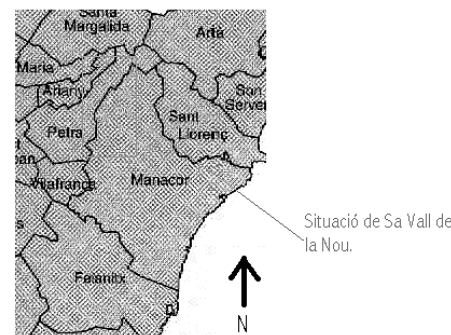 Santa
Margalida
Artà
Maria
Ariany
Son
Server
Sant
Llorenç
Petra
Vilafranca
Manacor
Situació de Sa Vall de
la Nou.
Felanitx
N